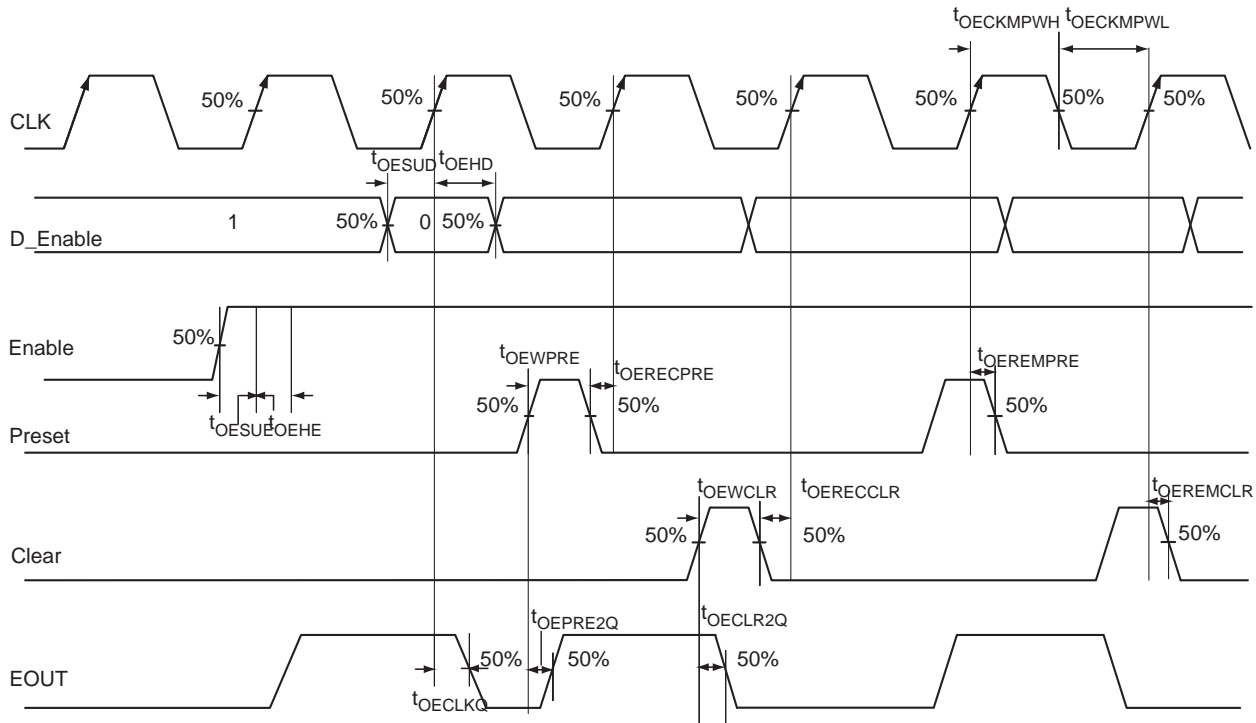 tOECKMPWH tOECKMPWL
CLK 50% 50% 50% 50% 50% 50% 50%
tOESUD tOEHD
D_Enable 1 50% 0 50%
Enable 50%
tOESUE tOEHE
tOEWPRE tOERECPRE tOEREMPRE
Preset 50% 50% 50%
tOEWCLR tOERECCLR tOEREMCLR
Clear 50% 50% 50%
tOEPRE2Q tOECLR2Q
EOUT 50% 50% 50%
tOECLKQ